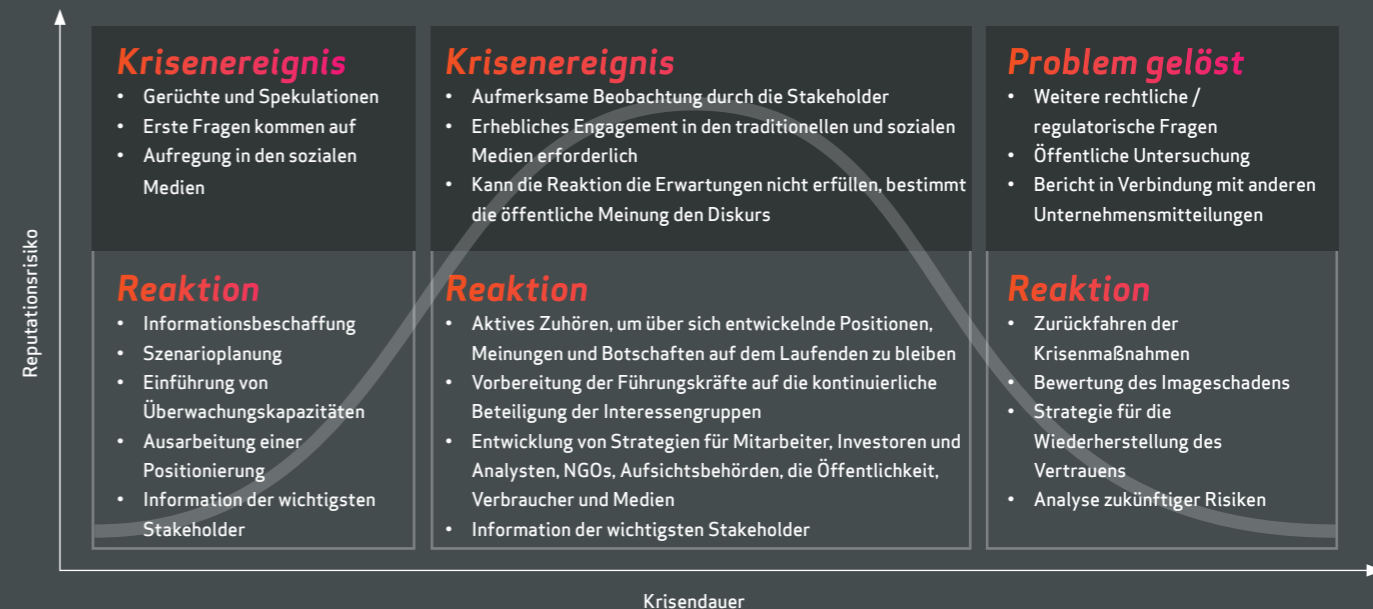 Reputationsrisiko
Krisenereignis
• Gerüchte und Spekulationen
• Erste Fragen kommen auf
• Aufregung in den sozialen
Medien
Reaktion
• Informationsbeschaffung
• Szenarioplanung
• Einführung von
Überwachungskapazitäten
• Ausarbeitung einer
Positionierung
• Information der wichtigsten
Stakeholder
Krisenereignis
• Aufmerksame Beobachtung durch die Stakeholder
• Erhebliches Engagement in den traditionellen und sozialen
Medien erforderlich
• Kann die Reaktion die Erwartungen nicht erfüllen, bestimmt
die öffentliche Meinung den Diskurs
Reaktion
• Aktives Zuhören, um über sich entwickelnde Positionen,
Meinungen und Botschaften auf dem Laufenden zu bleiben
• Vorbereitung der Führungskräfte auf die kontinuierliche
Beteiligung der Interessengruppen
• Entwicklung von Strategien für Mitarbeiter, Investoren und
Analysten, NGOs, Aufsichtsbehörden, die Öffentlichkeit,
Verbraucher und Medien
• Information der wichtigsten Stakeholder
Problem gelöst
• Weitere rechtliche /
regulatorische Fragen
• Öffentliche Untersuchung
• Bericht in Verbindung mit anderen
Unternehmensmitteilungen
Reaktion
• Zurückfahren der
Krisenmaßnahmen
• Bewertung des Imageschadens
• Strategie für die
Wiederherstellung des
Vertrauens
• Analyse zukünftiger Risiken
Krisendauer